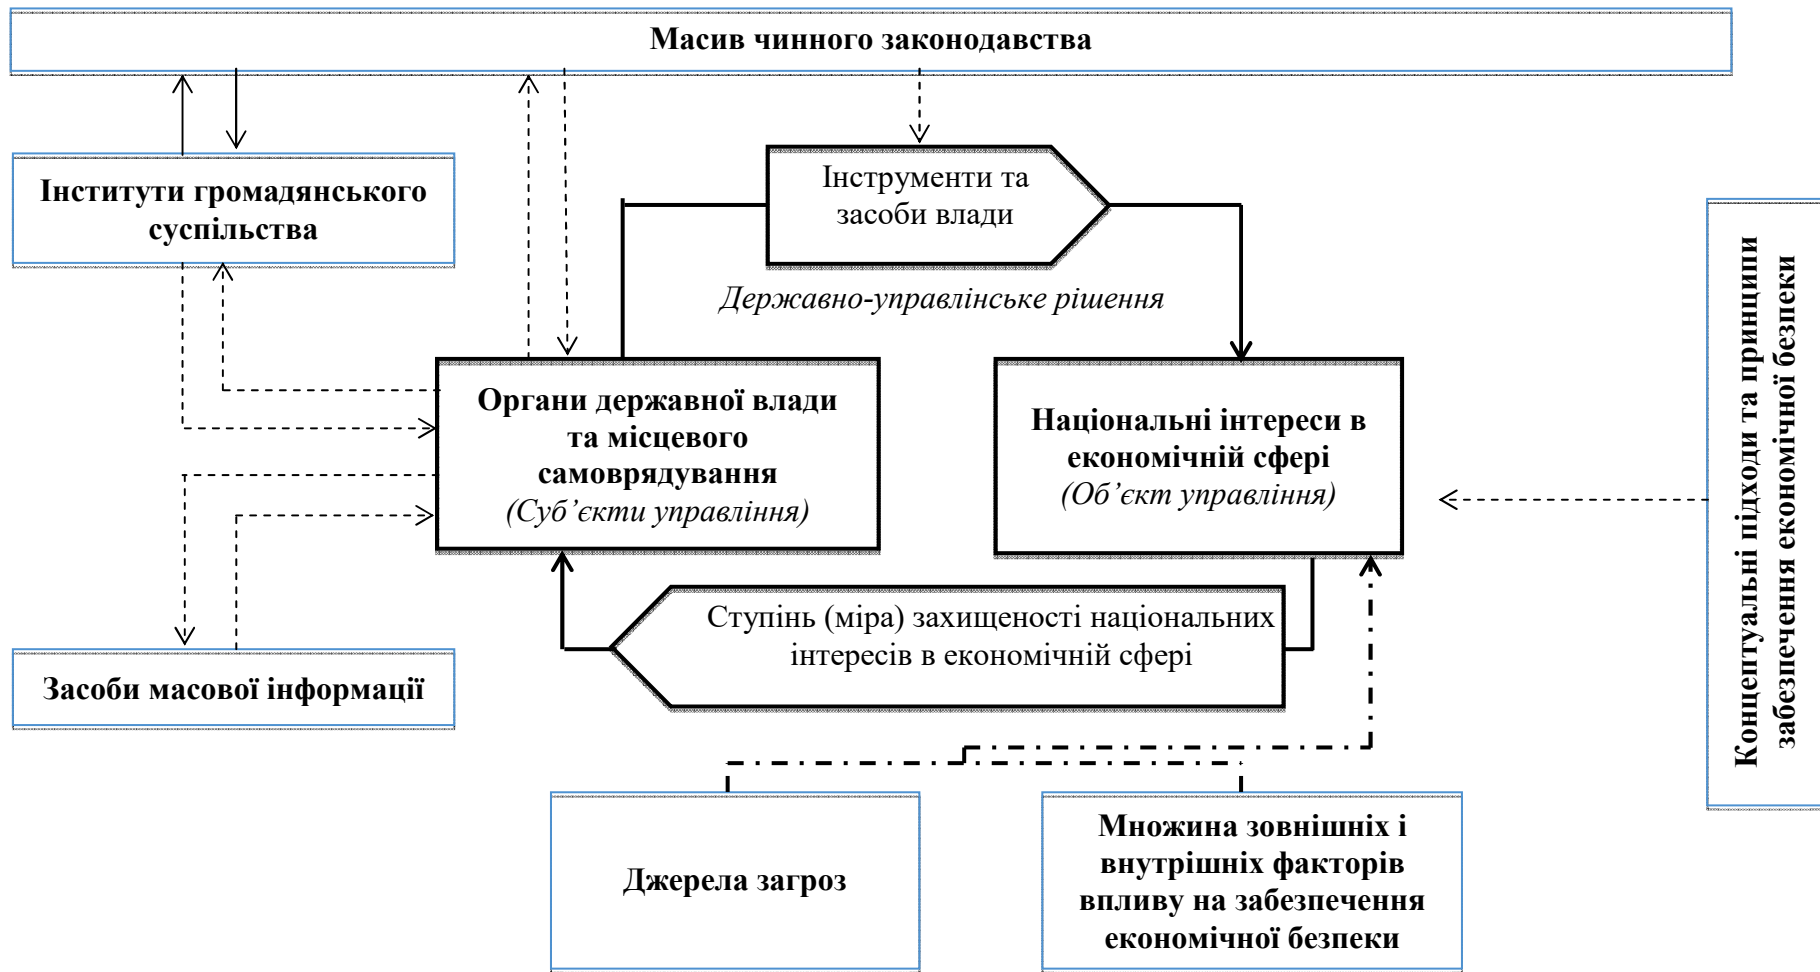 Масив чинного законодавства
Інститути громадянського
суспільства
Інструменти та
засоби влади
Державно-управлінське рішення
Органи державної влади
та місцевого
самоврядування
(Суб’єкти управління)
Національні інтереси в
економічній сфері
(Об’єкт управління)
Концептуальні підходи та принципи
забезпечення економічної безпеки
Ступінь (міра) захищеності національних
інтересів в економічній сфері
Засоби масової інформації
Джерела загроз
Множина зовнішніх і
внутрішніх факторів
впливу на забезпечення
економічної безпеки